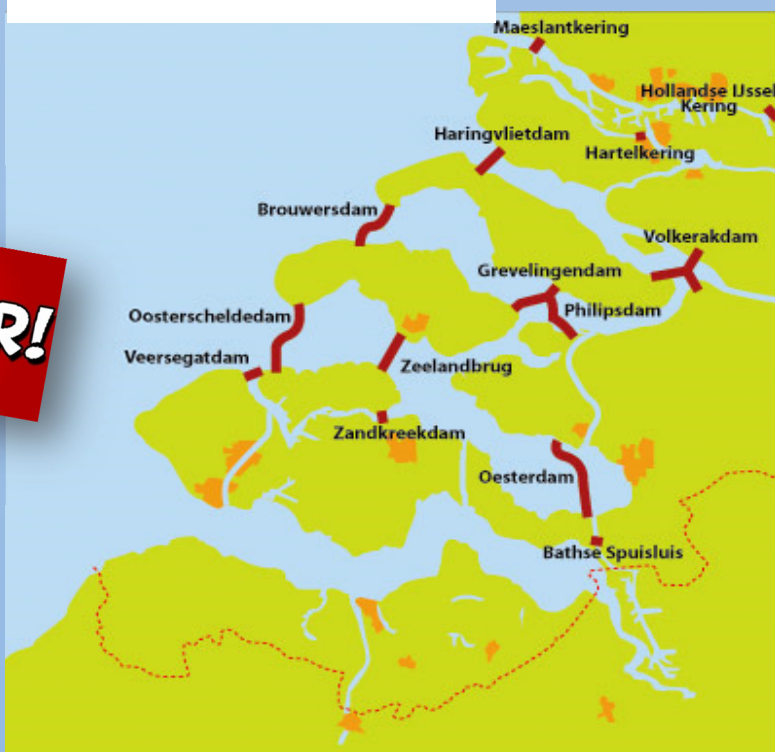 Maeslantkering
Hollandse IJssel
Kering
Haringvlietdam
Hartelkering
Brouwersdam
Volkerakdam
Grevelingendam
Philipsdam
Oosterscheldedam
R!
Veersegatdam
Zeelandbrug
Zandkreekdam
Oesterdam
Bathse Spuisluis